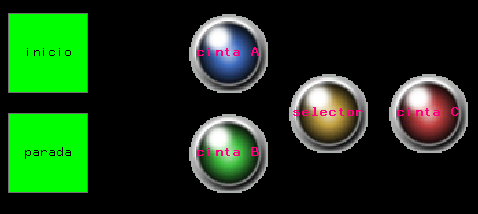 inicio
cinta A
selector
cinta C
parada
cinta B